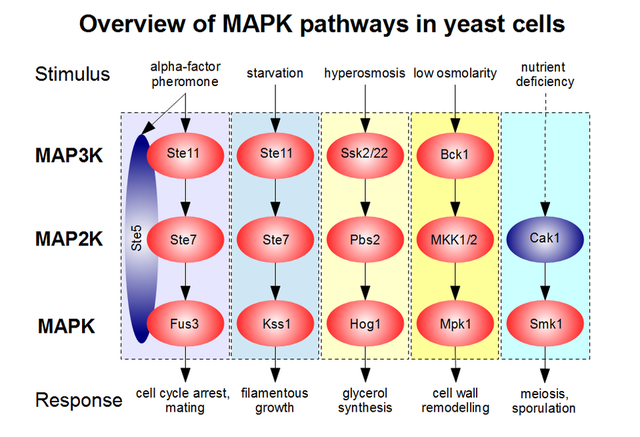 Overview of MAPK pathways in yeast cells
Stimulus
alpha-factor
pheromone
starvation
hyperosmosis
low osmolarity
nutrient
deficiency
MAP3K
Ste11
Ste11
Ssk2/22
Bck1
MAP2K
Ste5
Ste7
Ste7
Pbs2
MKK1/2
Cak1
MAPK
Fus3
Kss1
Hog1
Mpk1
Smk1
Response
cell cycle arrest,
mating
filamentous
growth
glycerol
synthesis
cell wall
remodelling
meiosis,
sporulation